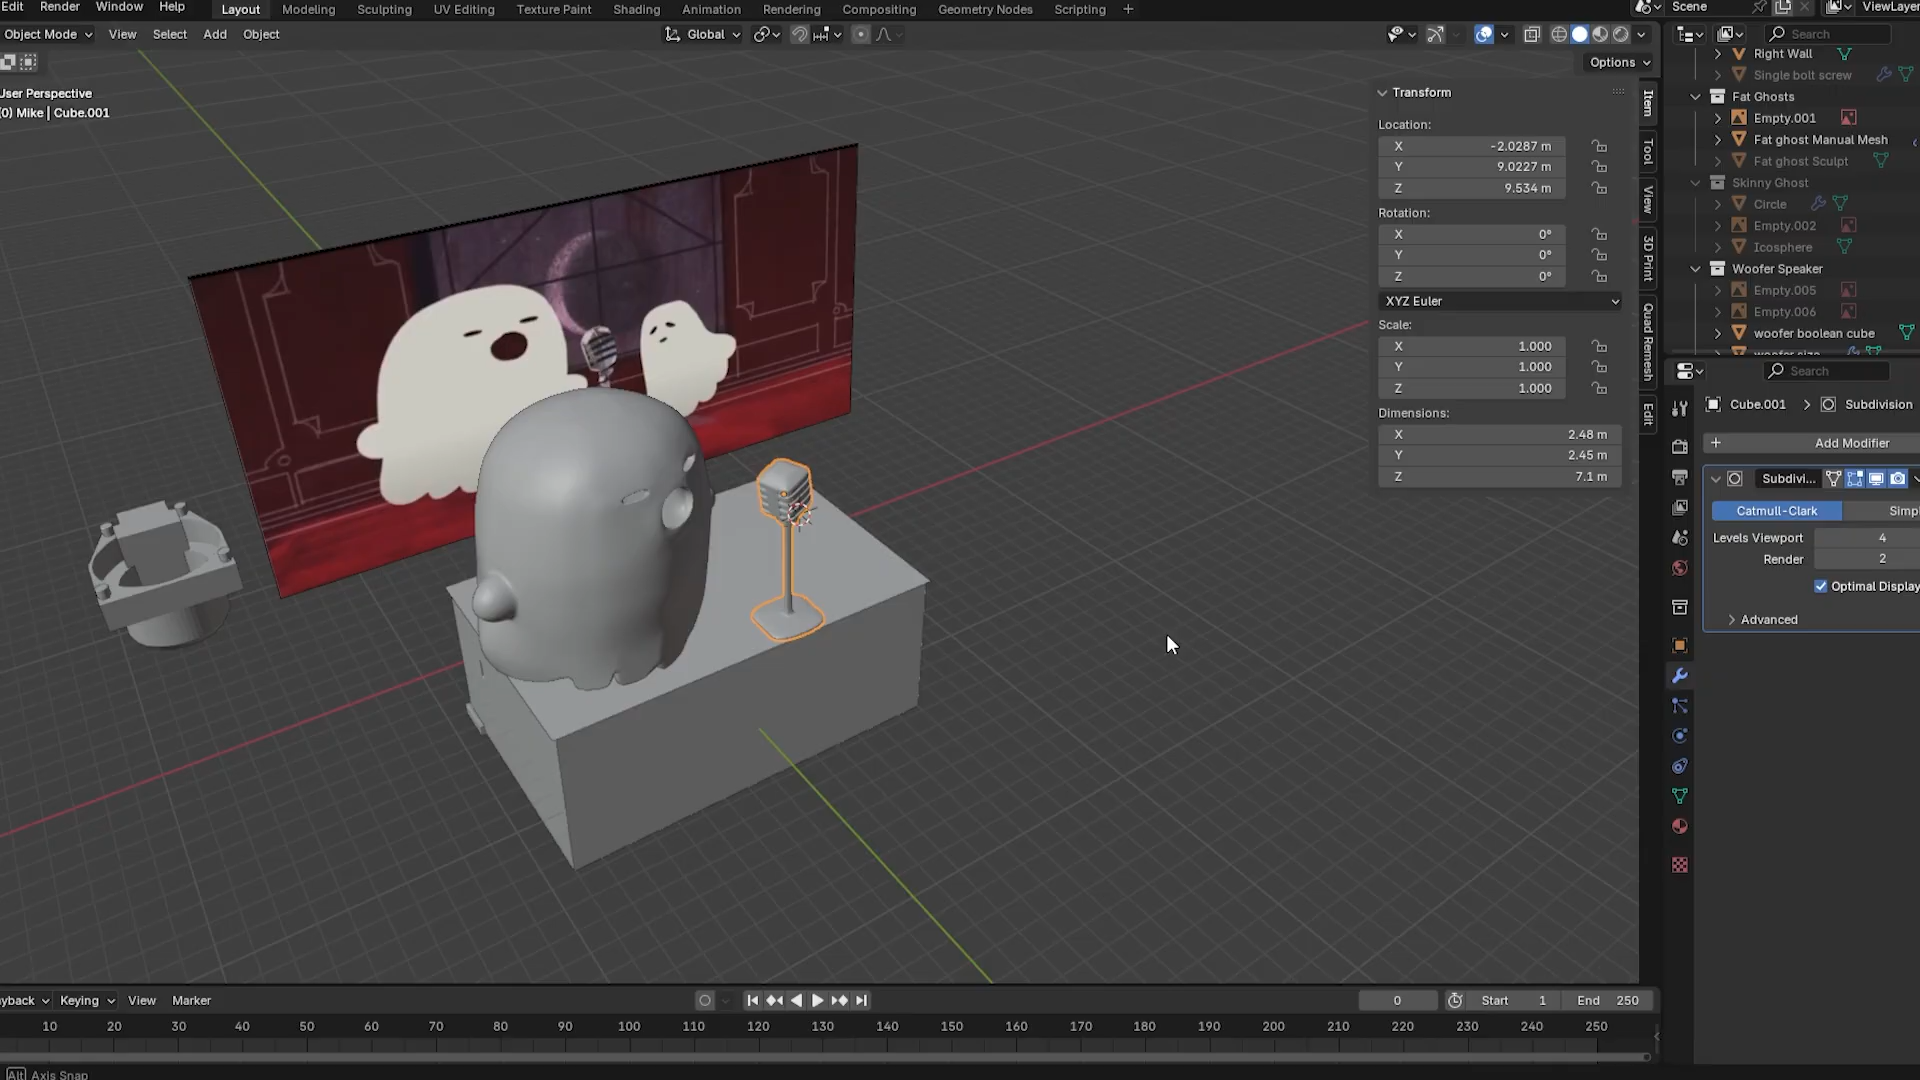 Edit Render Window Help Layout Modeling Sculpting UV Editing Texture Paint Shading Animation Rendering Compositing Geometry Nodes Scripting + Scene ViewLayer
Object Mode View Select Add Object Global Search
Options
User Perspective
(0) Mike | Cube.001
Transform
Location:
X -2.0287 m
Y 9.0227 m
Z 9.534 m
Rotation:
X 0°
Y 0°
Z 0°
XYZ Euler
Scale:
X 1.000
Y 1.000
Z 1.000
Dimensions:
X 2.48 m
Y 2.45 m
Z 7.1 m
Item
Tool
View
3D Print
Quad Remesh
Edit
Right Wall
Single bolt screw
Fat Ghosts
Empty.001
Fat ghost Manual Mesh
Fat ghost Sculpt
Skinny Ghost
Circle
Empty.002
Icosphere
Woofer Speaker
Empty.005
Empty.006
woofer boolean cube
Search
Cube.001 > Subdivision
+ Add Modifier
Subdivi...
Catmull-Clark Simpl
Levels Viewport 4
Render 2
Optimal Display
Advanced
yback Keying View Marker 0 Start 1 End 250
10 20 30 40 50 60 70 80 90 100 110 120 130 140 150 160 170 180 190 200 210 220 230 240 250
Alt Axis Snap